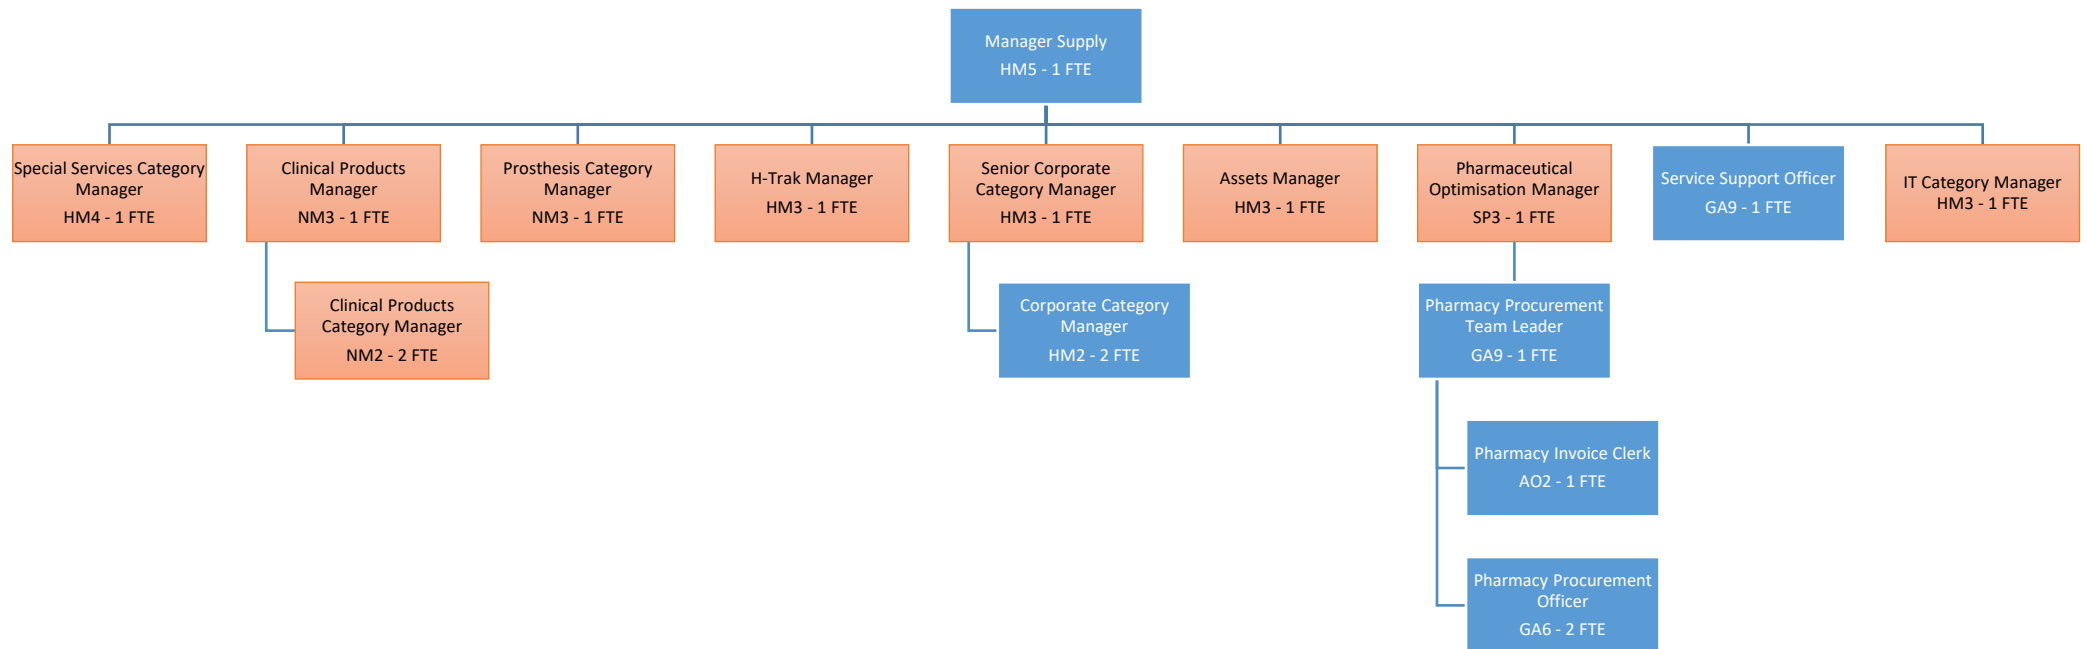 Manager Supply
HM5 - 1 FTE
Special Services Category
Manager
HM4 - 1 FTE
Clinical Products
Manager
NM3 - 1 FTE
Prosthesis Category
Manager
NM3 - 1 FTE
H-Trak Manager
HM3 - 1 FTE
Senior Corporate
Category Manager
HM3 - 1 FTE
Assets Manager
HM3 - 1 FTE
Pharmaceutical
Optimisation Manager
SP3 - 1 FTE
Service Support Officer
GA9 - 1 FTE
IT Category Manager
HM3 - 1 FTE
Clinical Products
Category Manager
NM2 - 2 FTE
Corporate Category
Manager
HM2 - 2 FTE
Pharmacy Procurement
Team Leader
GA9 - 1 FTE
Pharmacy Invoice Clerk
AO2 - 1 FTE
Pharmacy Procurement
Officer
GA6 - 2 FTE